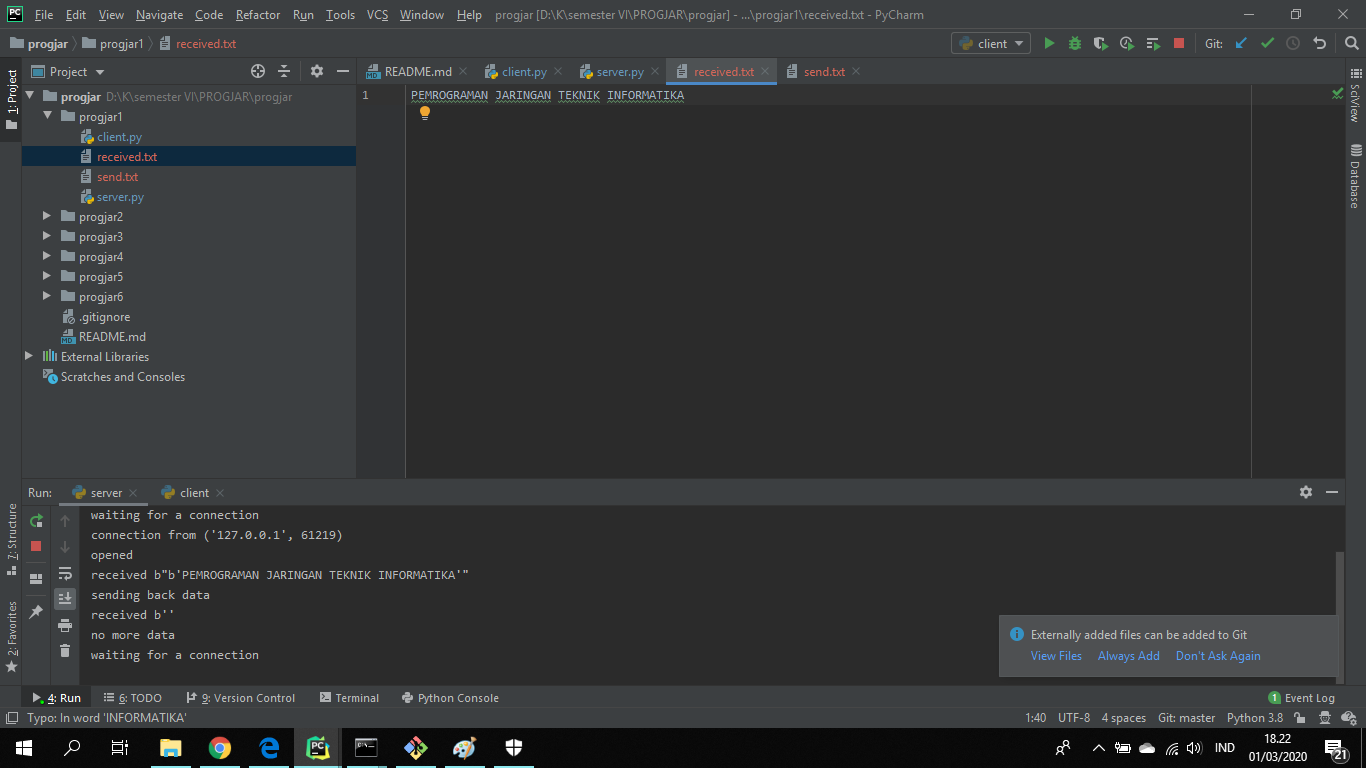 File Edit View Navigate Code Refactor Run Tools VCS Window Help progjar [D:\K\semester VI\PROGJAR\progjar] - ...\progjar1\received.txt - PyCharm
progjar progjar1 received.txt client Git:
Project README.md client.py server.py received.txt send.txt
1: Project
progjar D:\K\semester VI\PROGJAR\progjar
progjar1
client.py
received.txt
send.txt
server.py
progjar2
progjar3
progjar4
progjar5
progjar6
.gitignore
README.md
External Libraries
Scratches and Consoles
1 PEMROGRAMAN JARINGAN TEKNIK INFORMATIKA
SciView
Database
Run: server client
7: Structure
2: Favorites
waiting for a connection
connection from ('127.0.0.1', 61219)
opened
received b"b'PEMROGRAMAN JARINGAN TEKNIK INFORMATIKA'"
sending back data
received b''
no more data
waiting for a connection
Externally added files can be added to Git
View Files Always Add Don't Ask Again
4: Run 6: TODO 9: Version Control Terminal Python Console 1 Event Log
Typo: In word 'INFORMATIKA' 1:40 UTF-8 4 spaces Git: master Python 3.8
IND 18.22
01/03/2020 21